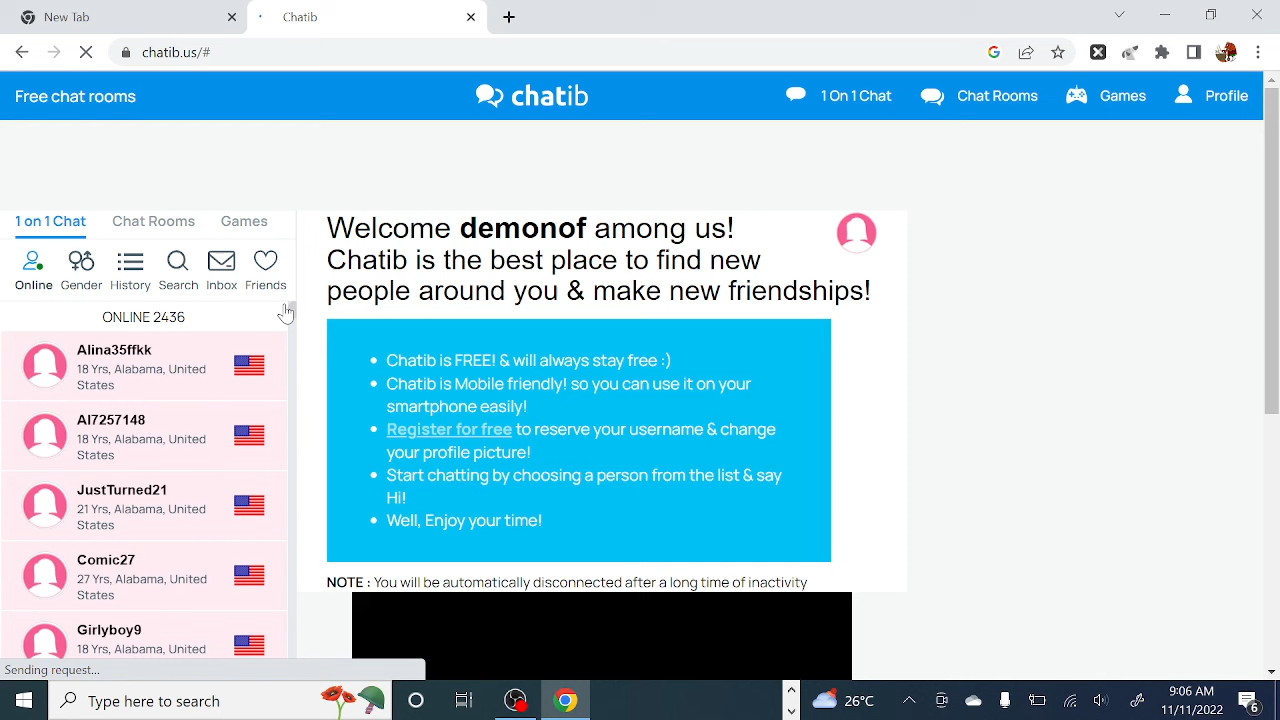 New Tab
Chatib
chatib.us/#
Free chat rooms
chatib
1 On 1 Chat
Chat Rooms
Games
Profile
1 on 1 Chat
Chat Rooms
Games
Online
Gender
History
Search
Inbox
Friends
ONLINE 2436
Alina35ffkk
18 Yrs, Alabama, United
States
Al7257148
18 Yrs, Alabama, United
States
JustTurned21
21 Yrs, Alabama, United
States
Comic27
27 Yrs, Alabama, United
States
Girlyboy9
18 Yrs, Alabama, United
Welcome demonof among us!
Chatib is the best place to find new
people around you & make new friendships!
Chatib is FREE! & will always stay free :)
Chatib is Mobile friendly! so you can use it on your
smartphone easily!
Register for free to reserve your username & change
your profile picture!
Start chatting by choosing a person from the list & say
Hi!
Well, Enjoy your time!
NOTE : You will be automatically disconnected after a long time of inactivity
Sending request...
Type here to search
26°C
9:06 AM
11/11/2022
6